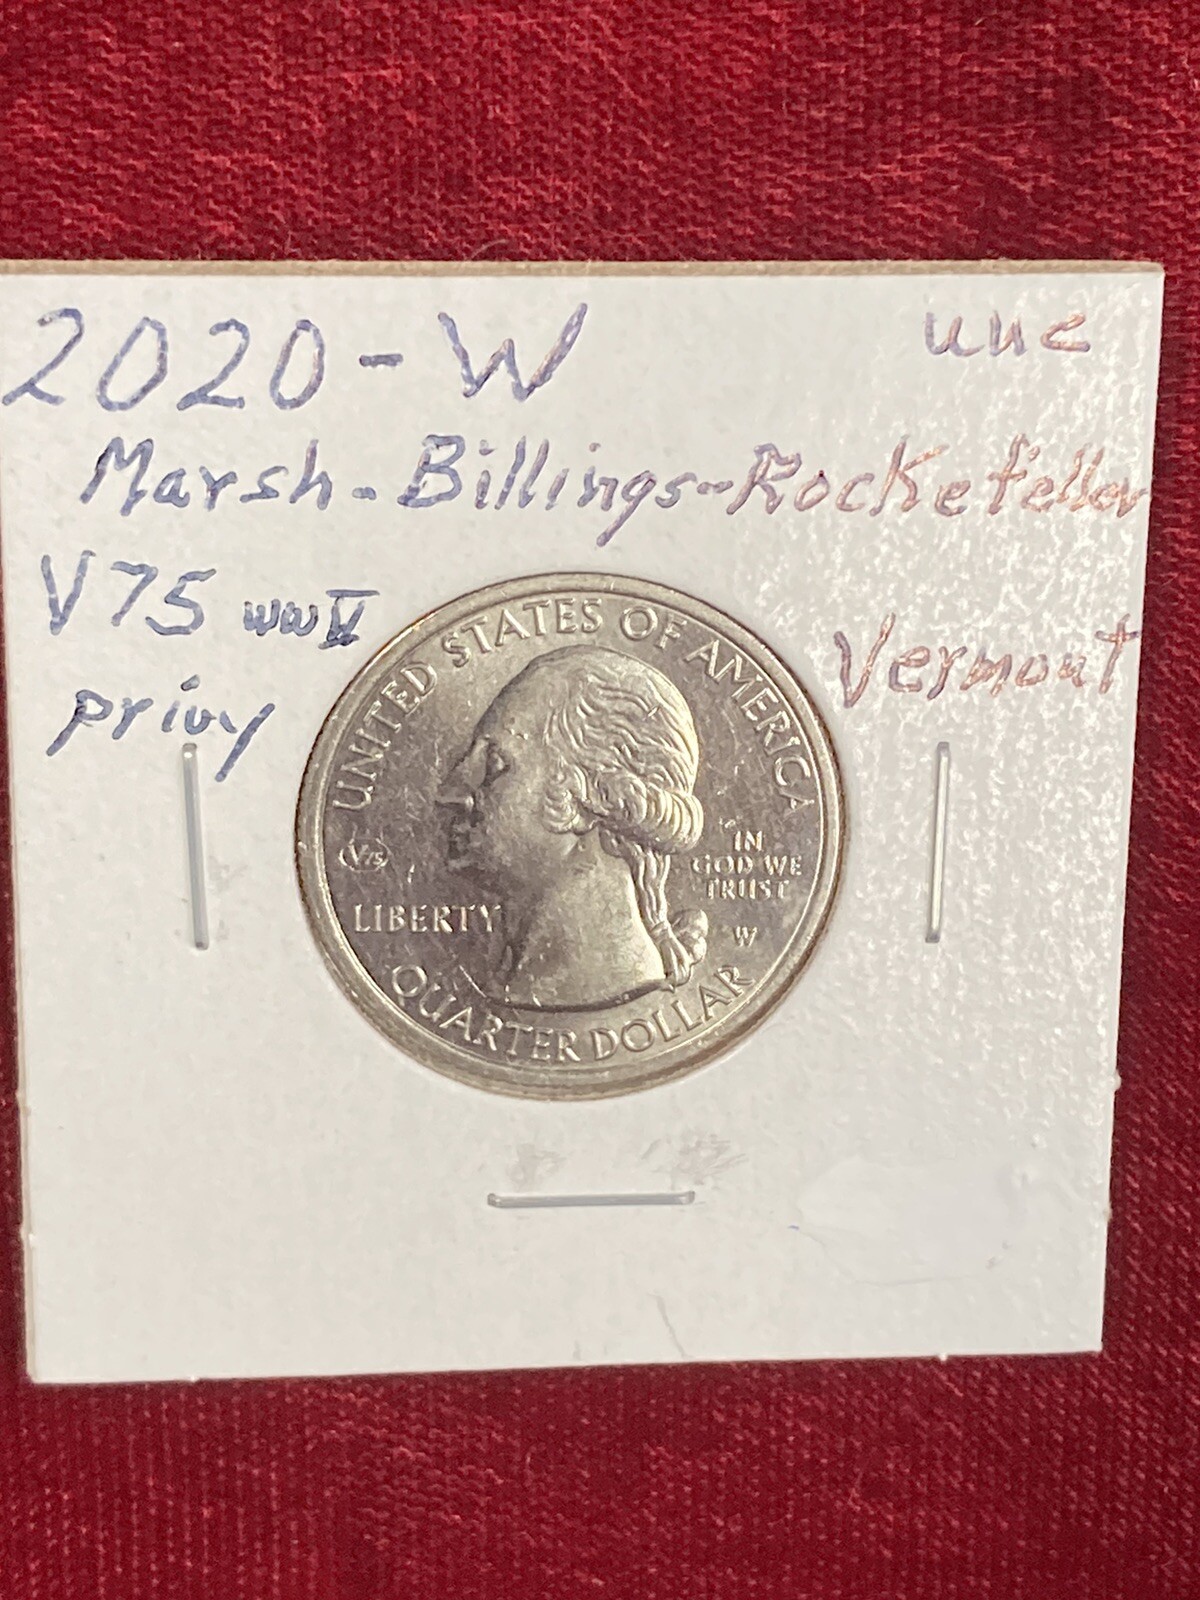 2020-W unc
Marsh-Billings-Rockefeller
V75 WWII
privy
Vermont
UNITED STATES OF AMERICA
V75
LIBERTY
IN
GOD WE
TRUST
W
QUARTER DOLLAR